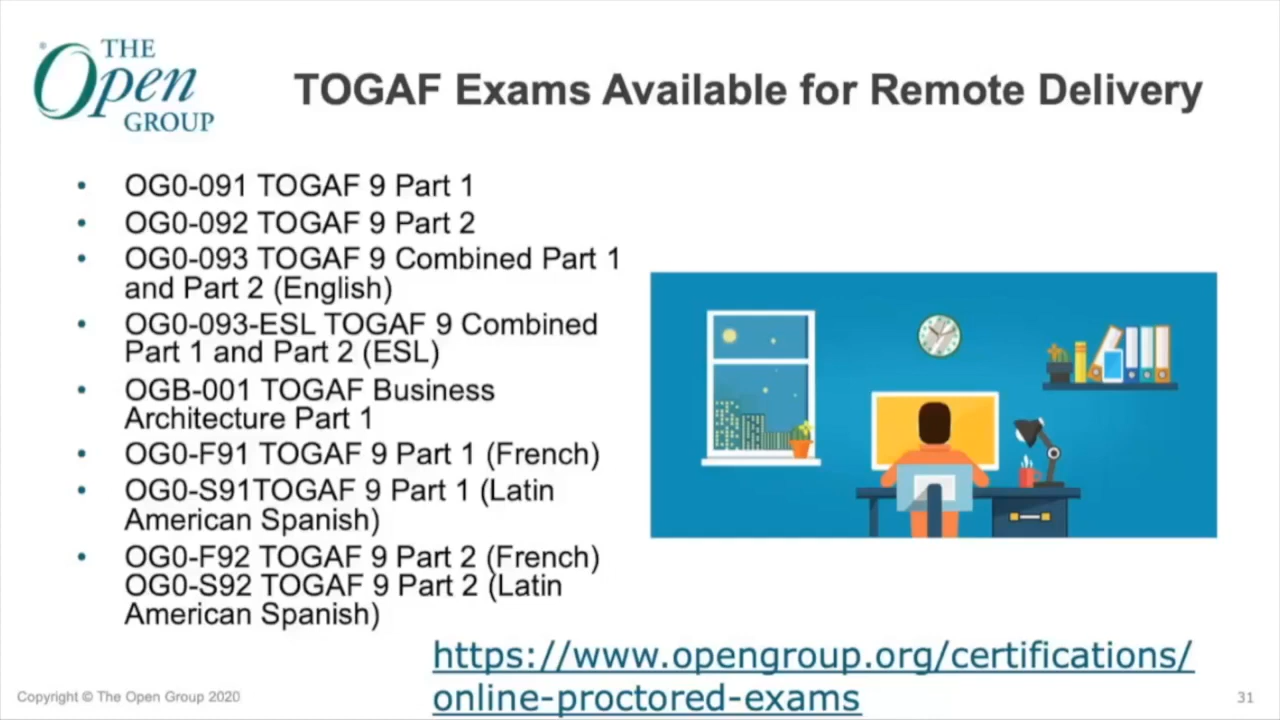 THE
Open
GROUP
TOGAF Exams Available for Remote Delivery
• OG0-091 TOGAF 9 Part 1
• OG0-092 TOGAF 9 Part 2
• OG0-093 TOGAF 9 Combined Part 1
and Part 2 (English)
• OG0-093-ESL TOGAF 9 Combined
Part 1 and Part 2 (ESL)
• OGB-001 TOGAF Business
Architecture Part 1
• OG0-F91 TOGAF 9 Part 1 (French)
• OG0-S91TOGAF 9 Part 1 (Latin
American Spanish)
• OG0-F92 TOGAF 9 Part 2 (French)
OG0-S92 TOGAF 9 Part 2 (Latin
American Spanish)
https://www.opengroup.org/certifications/
online-proctored-exams
Copyright © The Open Group 2020
31